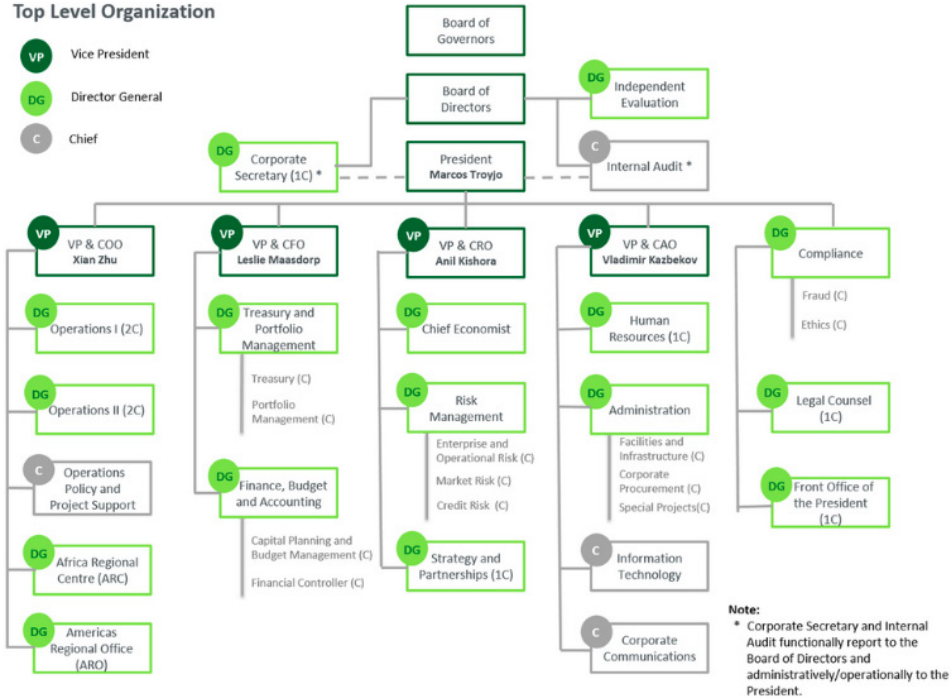 Top Level Organization
VP
Vice President
DG
Director General
C
Chief
Board of
Governors
Board of
Directors
DG
Independent
Evaluation
DG
Corporate
Secretary (1C) *
President
Marcos Troyjo
C
Internal Audit *
VP
VP & COO
Xian Zhu
DG
Operations I (2C)
DG
Operations II (2C)
C
Operations
Policy and
Project Support
DG
Africa Regional
Centre (ARC)
DG
Americas
Regional Office
(ARO)
VP
VP & CFO
Leslie Maasdorp
DG
Treasury and
Portfolio
Management
Treasury (C)
Portfolio
Management (C)
DG
Finance, Budget
and Accounting
Capital Planning and
Budget Management (C)
Financial Controller (C)
VP
VP & CRO
Anil Kishora
DG
Chief Economist
DG
Risk
Management
Enterprise and
Operational Risk (C)
Market Risk (C)
Credit Risk (C)
DG
Strategy and
Partnerships (1C)
VP
VP & CAO
Vladimir Kazbekov
DG
Human
Resources (1C)
DG
Administration
Facilities and
Infrastructure (C)
Corporate
Procurement (C)
Special Projects(C)
C
Information
Technology
C
Corporate
Communications
DG
Compliance
Fraud (C)
Ethics (C)
DG
Legal Counsel
(1C)
DG
Front Office of
the President
(1C)
Note:
* Corporate Secretary and Internal
Audit functionally report to the
Board of Directors and
administratively/operationally to the
President.